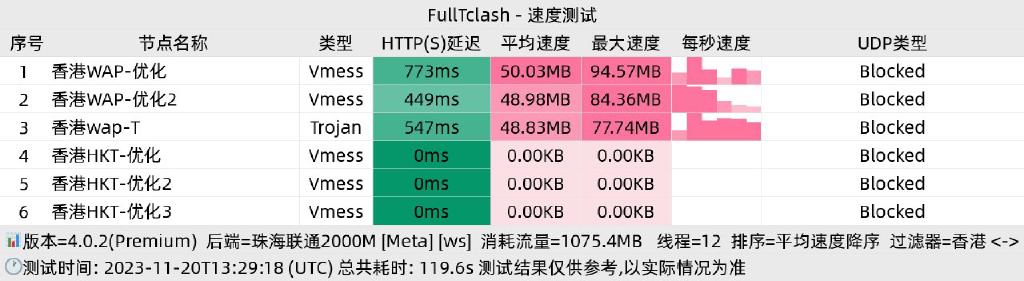 FullTclash - 速度测试
序号 节点名称 类型 HTTP(S)延迟 平均速度 最大速度 每秒速度 UDP类型
1 香港WAP-优化 Vmess 773ms 50.03MB 94.57MB Blocked
2 香港WAP-优化2 Vmess 449ms 48.98MB 84.36MB Blocked
3 香港wap-T Trojan 547ms 48.83MB 77.74MB Blocked
4 香港HKT-优化 Vmess 0ms 0.00KB 0.00KB Blocked
5 香港HKT-优化2 Vmess 0ms 0.00KB 0.00KB Blocked
6 香港HKT-优化3 Vmess 0ms 0.00KB 0.00KB Blocked
📊版本=4.0.2(Premium) 后端=珠海联通2000M [Meta] [ws] 消耗流量=1075.4MB 线程=12 排序=平均速度降序 过滤器=香港 <->
🕐测试时间: 2023-11-20T13:29:18 (UTC) 总共耗时: 119.6s 测试结果仅供参考,以实际情况为准